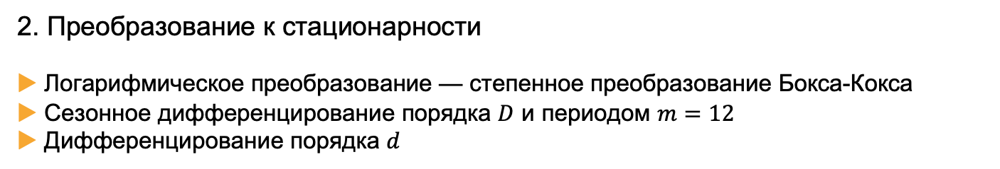 2. Преобразование к стационарности
Логарифмическое преобразование — степенное преобразование Бокса-Кокса
Сезонное дифференцирование порядка D и периодом m = 12
Дифференцирование порядка d